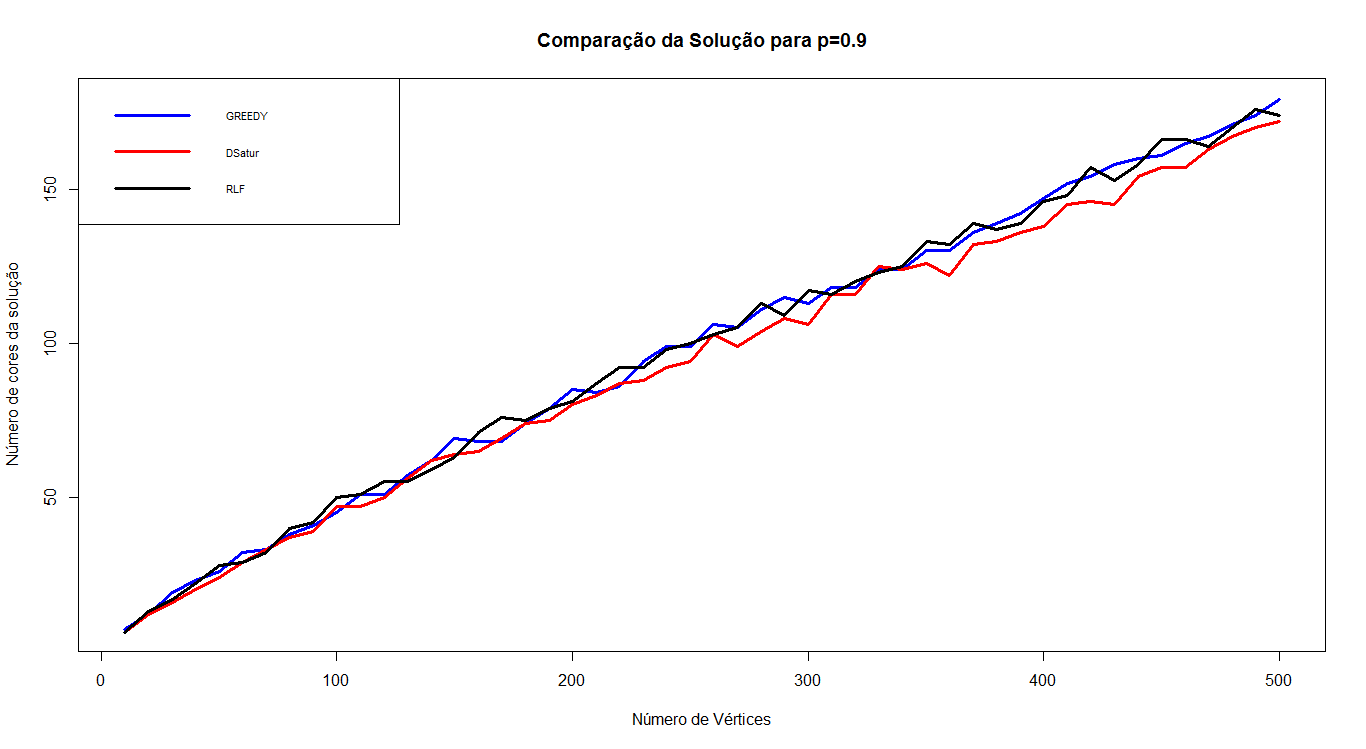 Comparação da Solução para p=0.9
GREEDY
DSatur
RLF
Número de cores da solução
150
100
50
0
100
200
300
400
500
Número de Vértices